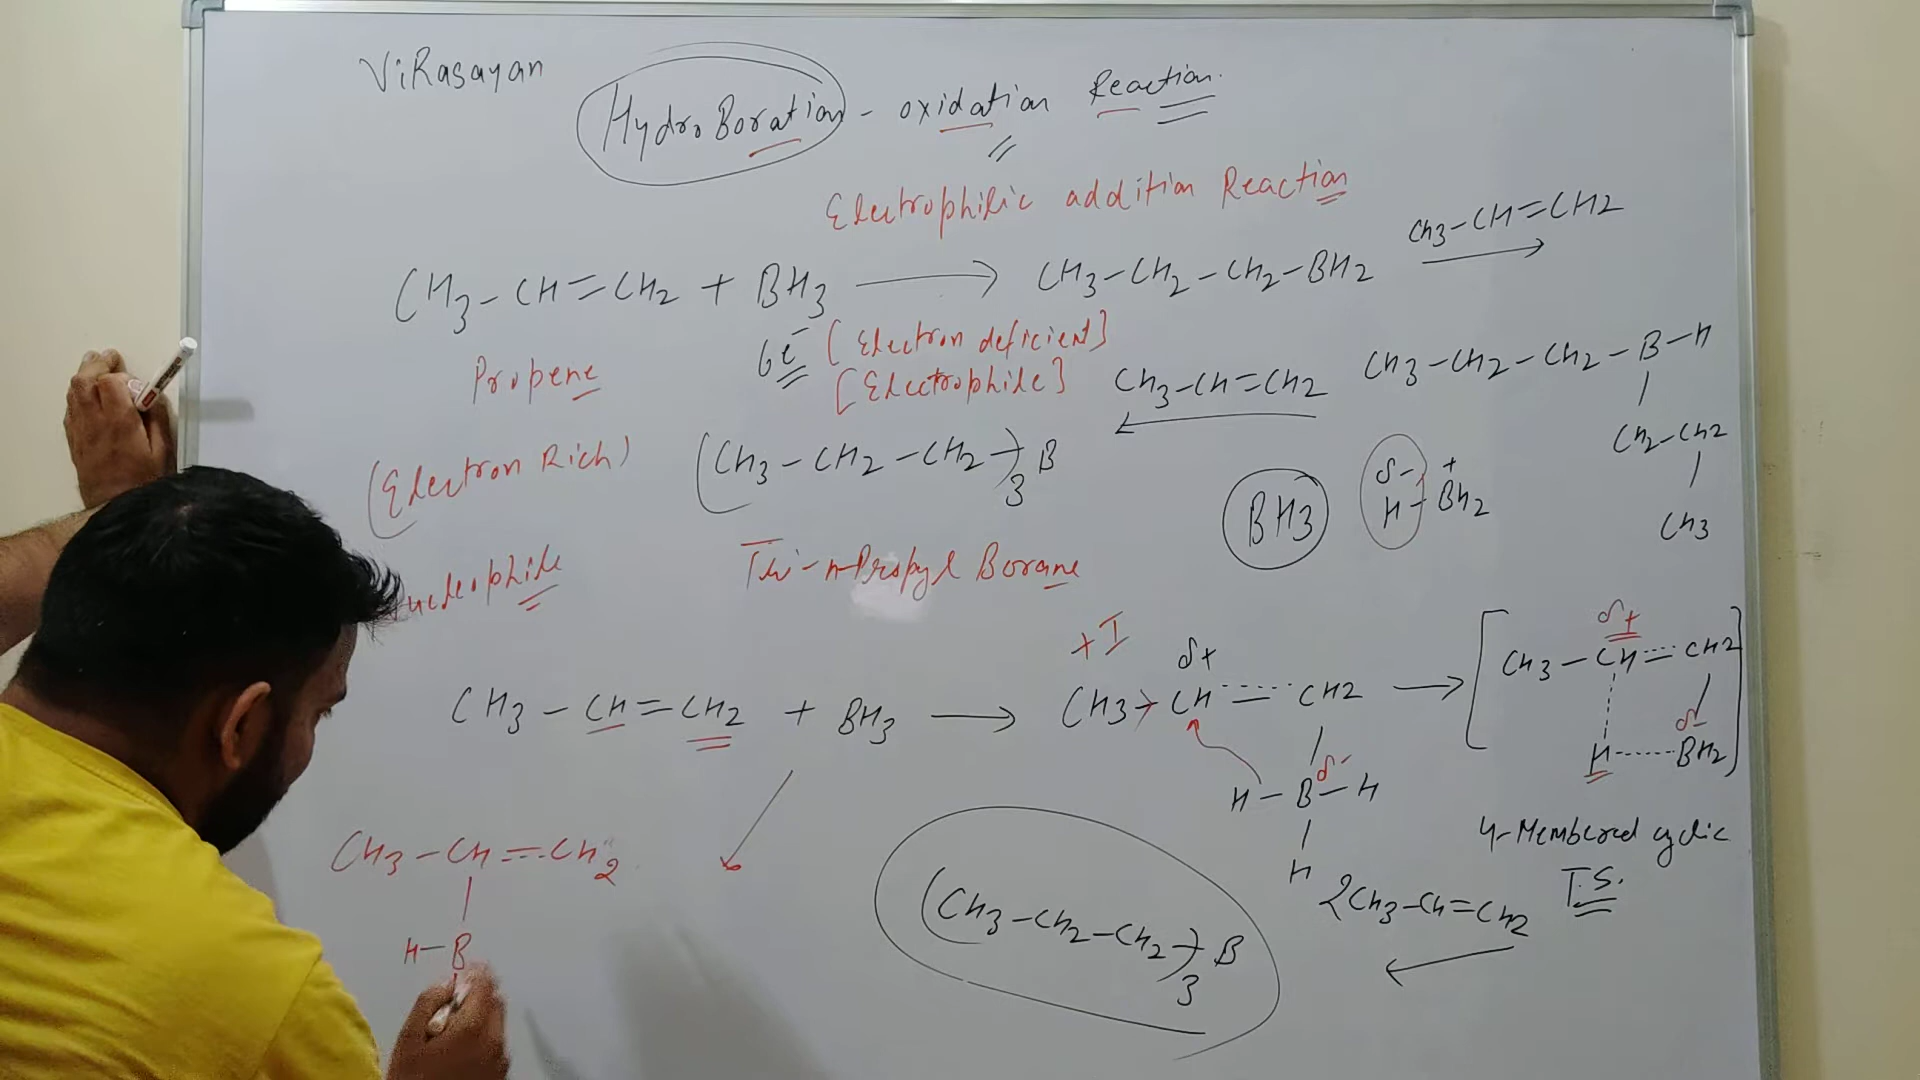 ViRasayan
HydroBoration - oxidation Reaction.
Electrophilic addition Reaction
CH3-CH=CH2 + BH3 ⟶ CH3-CH2-CH2-BH2 CH3-CH=CH2 ⟶
Propene
6e- [Electron deficient]
[Electrophile]
CH3-CH=CH2 ⟵
CH3-CH2-CH2-B-H
CH2-CH2
CH3
(Electron Rich)
(CH3-CH2-CH2)3B
BH3
δ- +
H-BH2
Tri-n-Propyl Borane
+I
δ+
δ+
CH3-CH=CH2 + BH3 ⟶ CH3→CH=CH2 ⟶ [CH3-CH=CH2
δ-
H-----BH2]
δ-
H-B-H
H
4-Membered cyclic
T.S.
2CH3-CH=CH2
⟵
(CH3-CH2-CH2)3B
CH3-CH=CH2
H-B